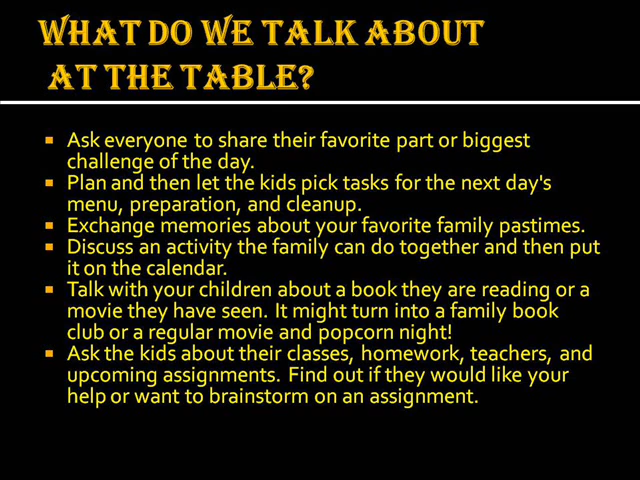 WHAT DO WE TALK ABOUT
AT THE TABLE?
▪ Ask everyone to share their favorite part or biggest
challenge of the day.
▪ Plan and then let the kids pick tasks for the next day's
menu, preparation, and cleanup.
▪ Exchange memories about your favorite family pastimes.
▪ Discuss an activity the family can do together and then put
it on the calendar.
▪ Talk with your children about a book they are reading or a
movie they have seen. It might turn into a family book
club or a regular movie and popcorn night!
▪ Ask the kids about their classes, homework, teachers, and
upcoming assignments. Find out if they would like your
help or want to brainstorm on an assignment.